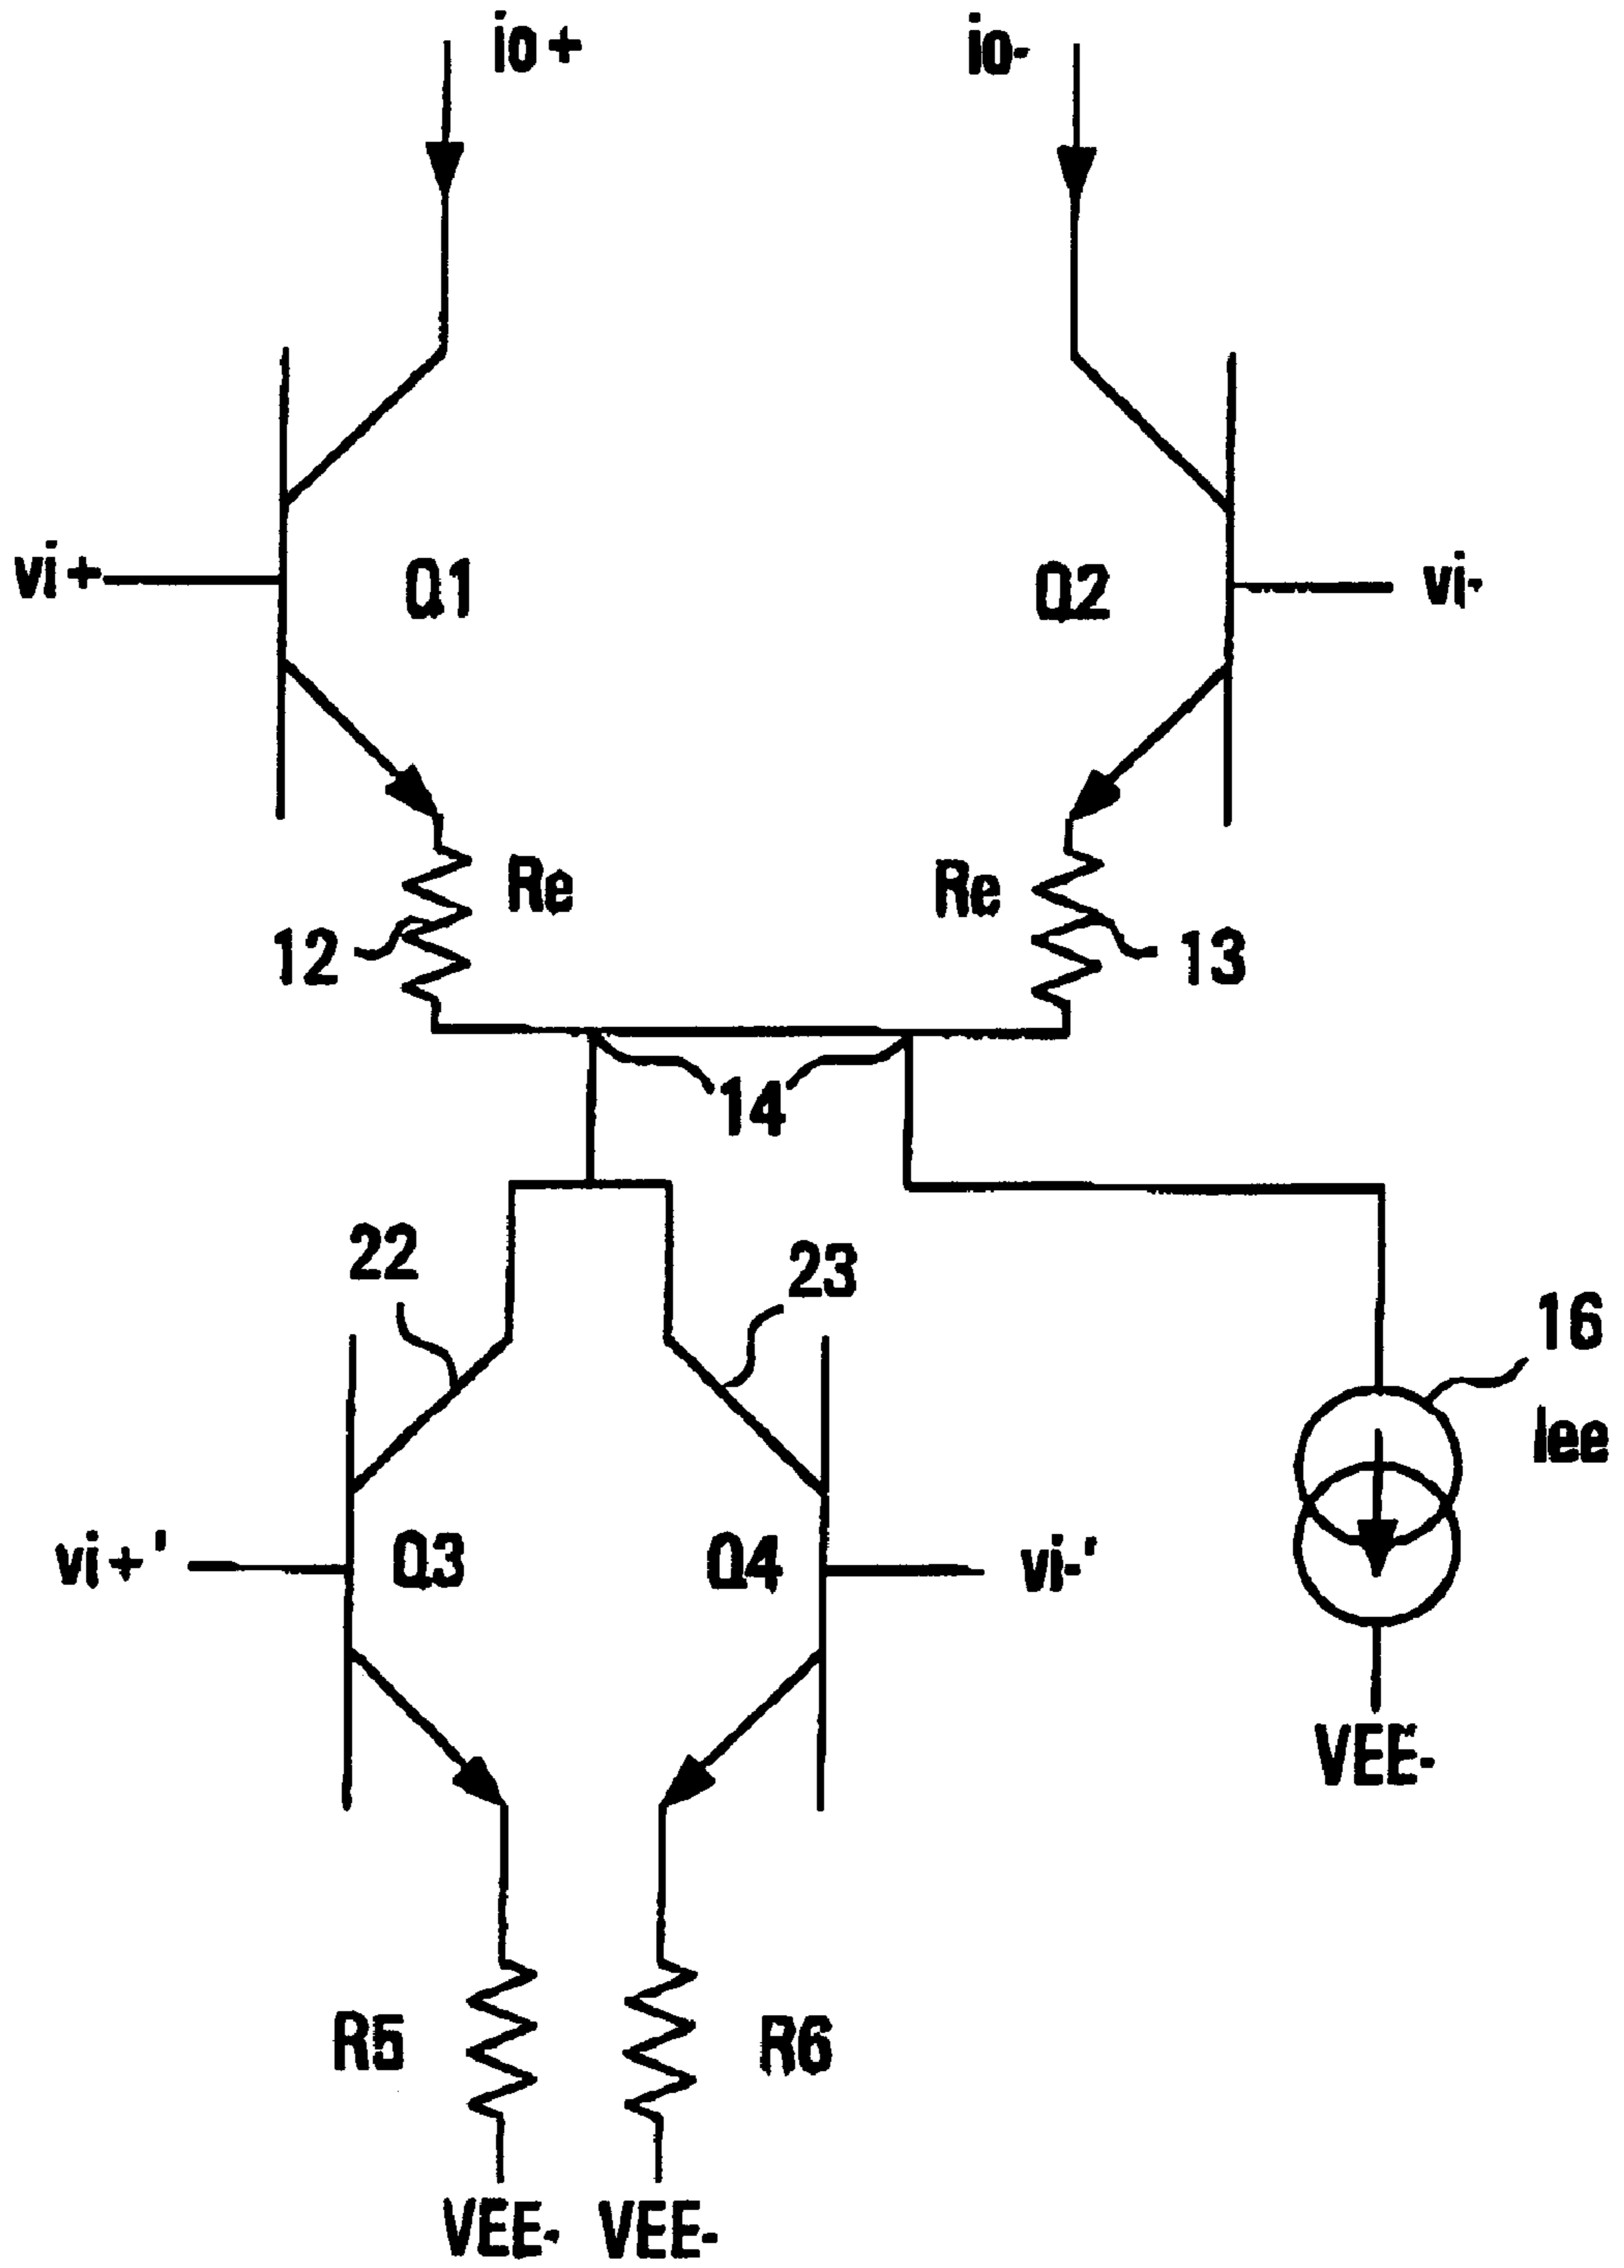 io+
io-
vi+
Q1
Q2
vi-
Re
Re
12
13
14
22
23
16
Iee
vi+'
Q3
Q4
vi-'
VEE-
R5
R6
VEE-
VEE-